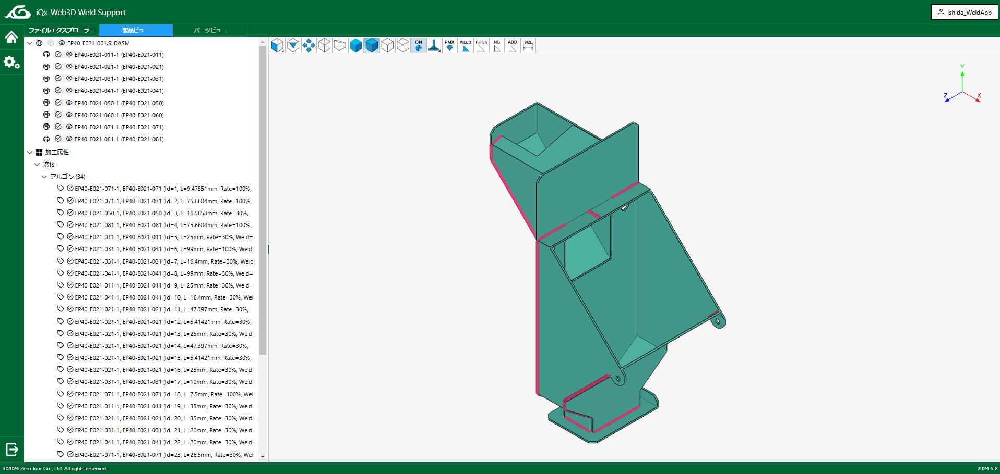 iQx-Web3D Weld Support
Ishida_WeldApp
ファイルエクスプローラー
製品ビュー
パーツビュー
EP40-E021-001.SLDASM
EP40-E021-011-1 (EP40-E021-011)
EP40-E021-021-1 (EP40-E021-021)
EP40-E021-031-1 (EP40-E021-031)
EP40-E021-041-1 (EP40-E021-041)
EP40-E021-050-1 (EP40-E021-050)
EP40-E021-060-1 (EP40-E021-060)
EP40-E021-071-1 (EP40-E021-071)
EP40-E021-081-1 (EP40-E021-081)
加工属性
溶接
アルゴン (34)
EP40-E021-071-1, EP40-E021-071 [Id=1, L=9.47551mm, Rate=100%,
EP40-E021-071-1, EP40-E021-071 [Id=2, L=75.6604mm, Rate=100%,
EP40-E021-050-1, EP40-E021-050 [Id=3, L=18.5858mm, Rate=30%,
EP40-E021-081-1, EP40-E021-081 [Id=4, L=75.6604mm, Rate=100%,
EP40-E021-011-1, EP40-E021-011 [Id=5, L=25mm, Rate=30%, Weld=
EP40-E021-031-1, EP40-E021-031 [Id=6, L=99mm, Rate=100%, Weld
EP40-E021-031-1, EP40-E021-031 [Id=7, L=16.4mm, Rate=30%, Weld
EP40-E021-041-1, EP40-E021-041 [Id=8, L=99mm, Rate=30%, Weld=
EP40-E021-011-1, EP40-E021-011 [Id=9, L=25mm, Rate=30%, Weld=
EP40-E021-041-1, EP40-E021-041 [Id=10, L=16.4mm, Rate=30%, Wel
EP40-E021-021-1, EP40-E021-021 [Id=11, L=47.397mm, Rate=30%,
EP40-E021-021-1, EP40-E021-021 [Id=12, L=5.41421mm, Rate=30%,
EP40-E021-021-1, EP40-E021-021 [Id=13, L=25mm, Rate=30%, Weld
EP40-E021-021-1, EP40-E021-021 [Id=14, L=47.397mm, Rate=30%,
EP40-E021-021-1, EP40-E021-021 [Id=15, L=5.41421mm, Rate=30%,
EP40-E021-021-1, EP40-E021-021 [Id=16, L=25mm, Rate=30%, Weld
EP40-E021-031-1, EP40-E021-031 [Id=17, L=10mm, Rate=30%, Weld
EP40-E021-071-1, EP40-E021-071 [Id=18, L=7.5mm, Rate=100%, Wel
EP40-E021-011-1, EP40-E021-011 [Id=19, L=35mm, Rate=30%, Weld
EP40-E021-021-1, EP40-E021-021 [Id=20, L=35mm, Rate=30%, Weld
EP40-E021-031-1, EP40-E021-031 [Id=21, L=20mm, Rate=30%, Weld
EP40-E021-041-1, EP40-E021-041 [Id=22, L=20mm, Rate=30%, Weld
EP40-E021-071-1, EP40-E021-071 [Id=23, L=26.5mm, Rate=30%, Wel
ON
PMX
WELD
Finish
NG
ADD
SIZE
Y
Z
X
©2024 Zero-four Co., Ltd. All rights reserved.
2024.5.8